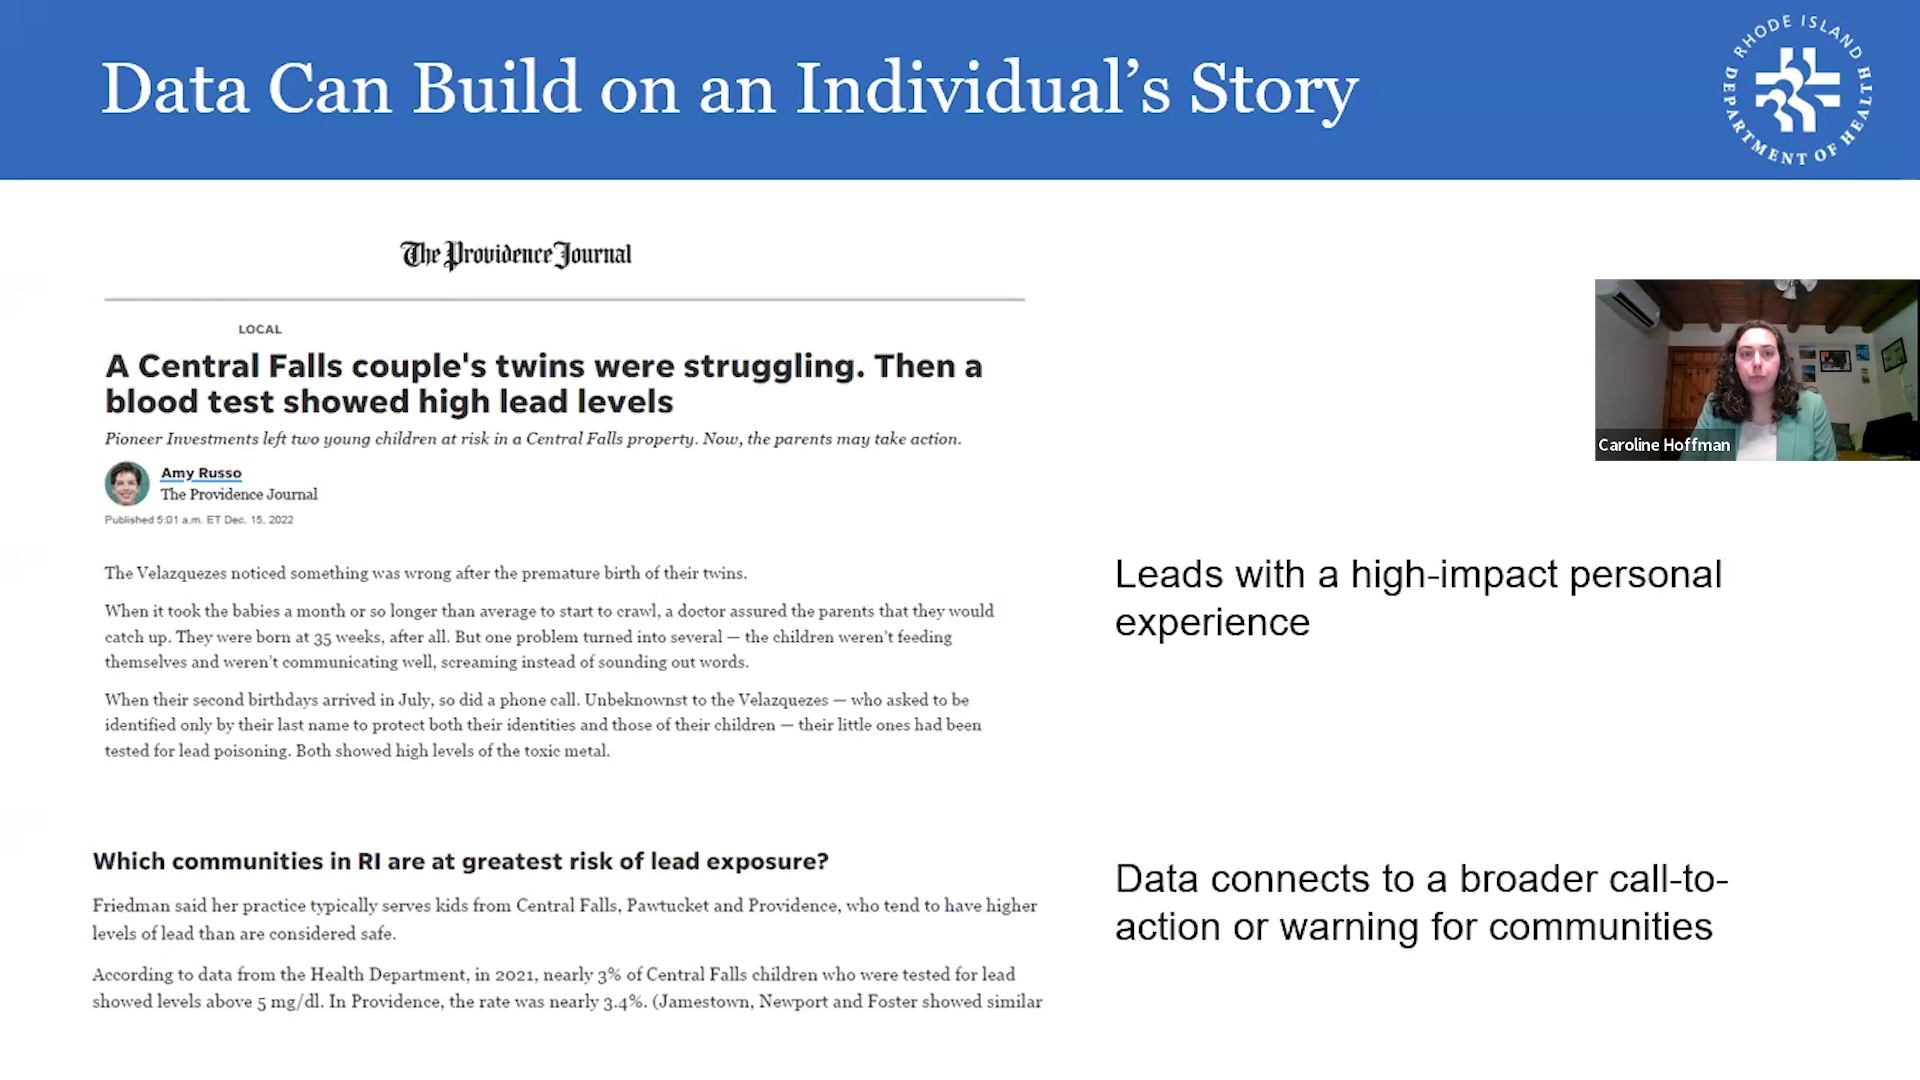 Data Can Build on an Individual’s Story
RHODE ISLAND
DEPARTMENT OF HEALTH
The Providence Journal
LOCAL
A Central Falls couple's twins were struggling. Then a
blood test showed high lead levels
Pioneer Investments left two young children at risk in a Central Falls property. Now, the parents may take action.
Amy Russo
The Providence Journal
Published 5:01 a.m. ET Dec. 15, 2022
The Velazquezes noticed something was wrong after the premature birth of their twins.
When it took the babies a month or so longer than average to start to crawl, a doctor assured the parents that they would
catch up. They were born at 35 weeks, after all. But one problem turned into several — the children weren’t feeding
themselves and weren’t communicating well, screaming instead of sounding out words.
When their second birthdays arrived in July, so did a phone call. Unbeknownst to the Velazquezes — who asked to be
identified only by their last name to protect both their identities and those of their children — their little ones had been
tested for lead poisoning. Both showed high levels of the toxic metal.
Leads with a high-impact personal
experience
Caroline Hoffman
Which communities in RI are at greatest risk of lead exposure?
Friedman said her practice typically serves kids from Central Falls, Pawtucket and Providence, who tend to have higher
levels of lead than are considered safe.
According to data from the Health Department, in 2021, nearly 3% of Central Falls children who were tested for lead
showed levels above 5 mg/dl. In Providence, the rate was nearly 3.4%. (Jamestown, Newport and Foster showed similar
Data connects to a broader call-to-
action or warning for communities